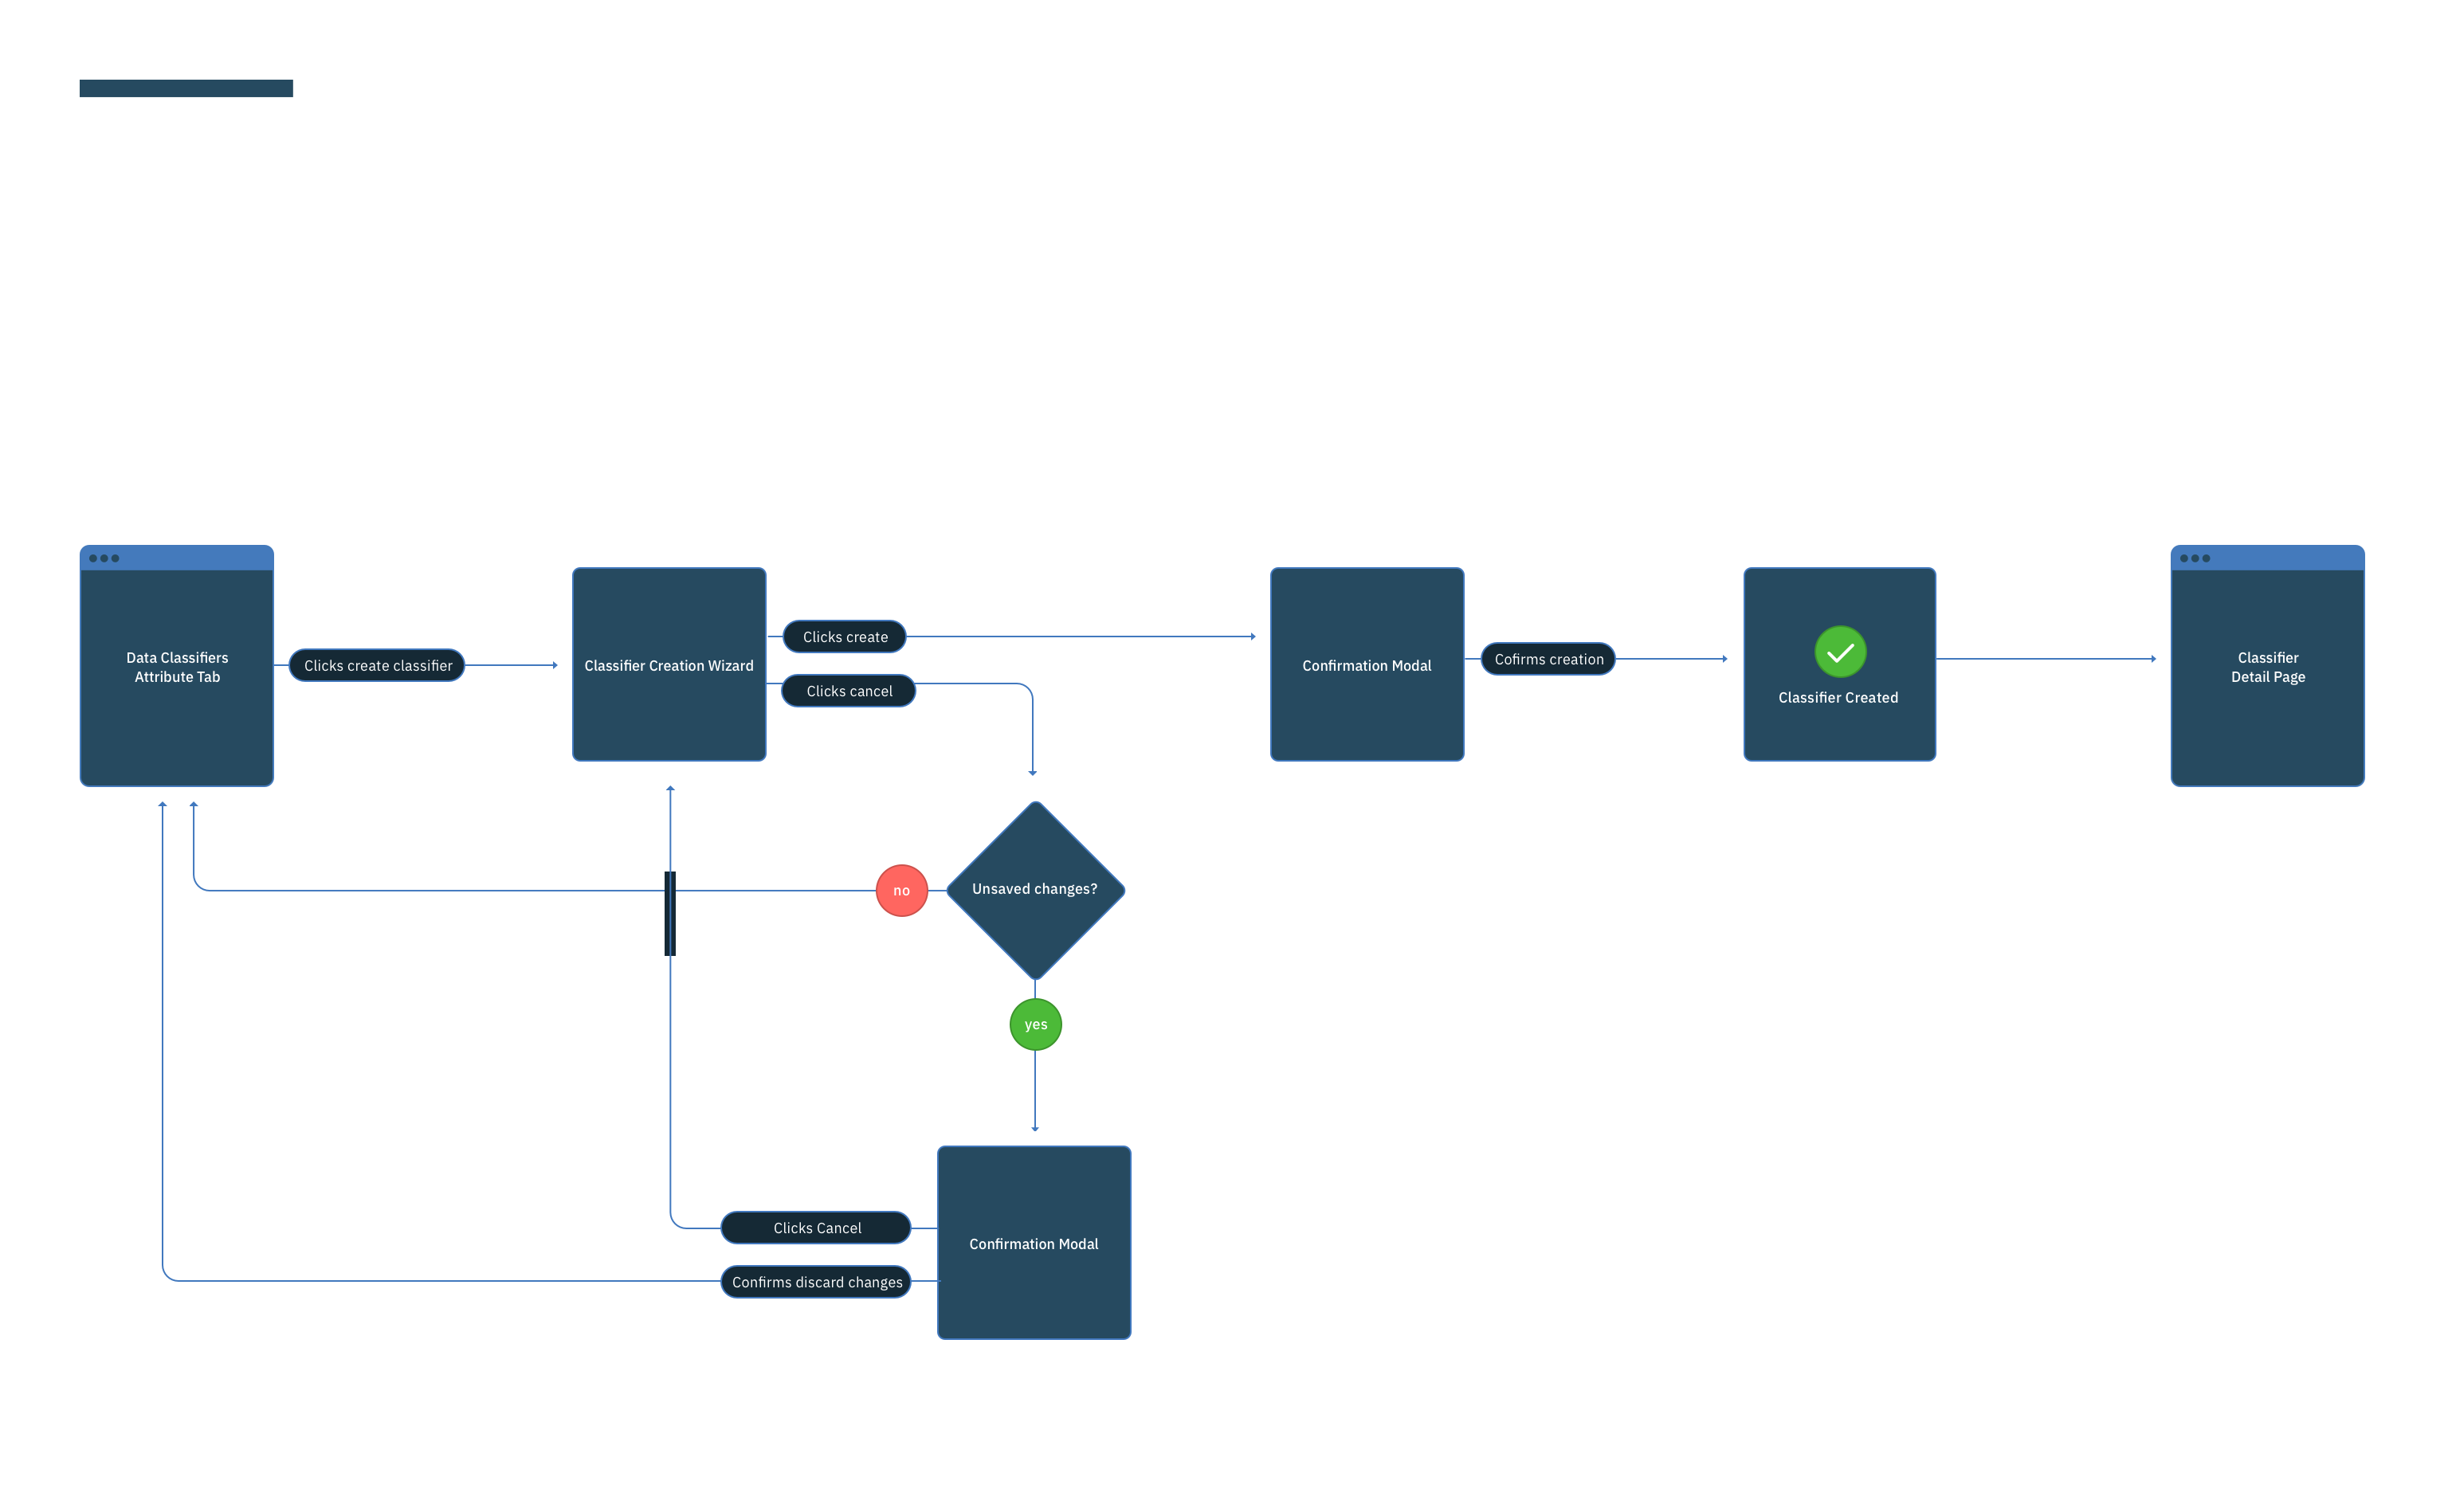 Data Classifiers
Attribute Tab
Clicks create classifier
Classifier Creation Wizard
Clicks create
Clicks cancel
Confirmation Modal
Cofirms creation
Classifier Created
Classifier
Detail Page
no
Unsaved changes?
yes
Clicks Cancel
Confirms discard changes
Confirmation Modal